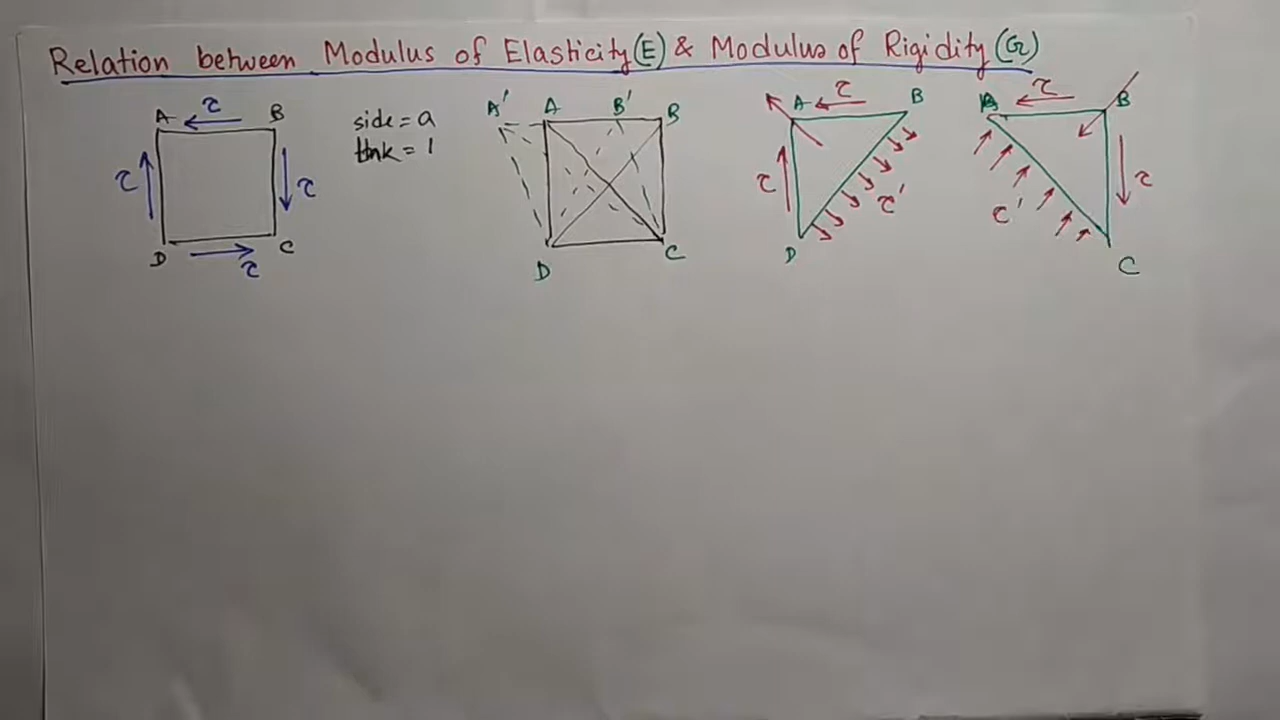 Relation between Modulus of Elasticity (E) & Modulus of Rigidity (G)
A τ B
τ τ
D τ C
side = a
thk = 1
A' A B' B
D C
A τ B
τ τ'
D
A τ B
τ' τ
C